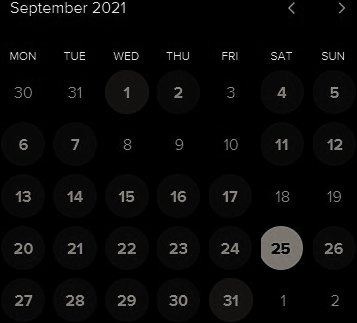 September 2021
MON TUE WED THU FRI SAT SUN
30 31 1 2 3 4 5
6 7 8 9 10 11 12
13 14 15 16 17 18 19
20 21 22 23 24 25 26
27 28 29 30 31 1 2